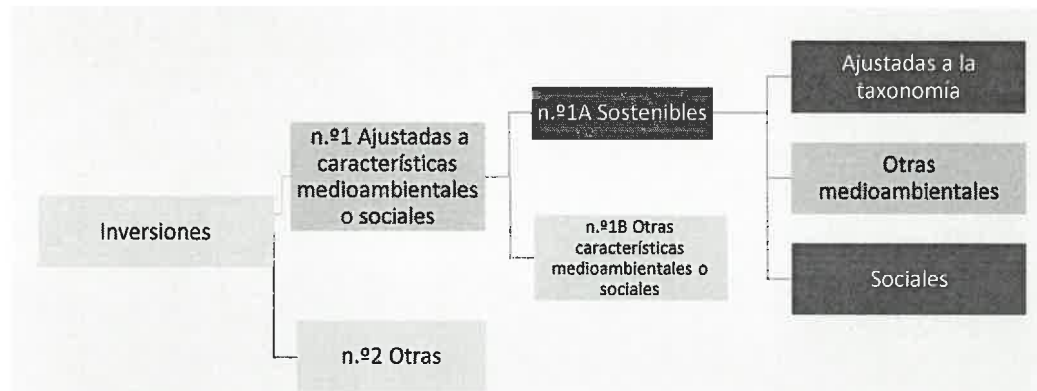 Inversiones
n.º1 Ajustadas a
características
medioambientales
o sociales
n.º2 Otras
n.º1A Sostenibles
n.º1B Otras
características
medioambientales o
sociales
Ajustadas a la
taxonomía
Otras
medioambientales
Sociales